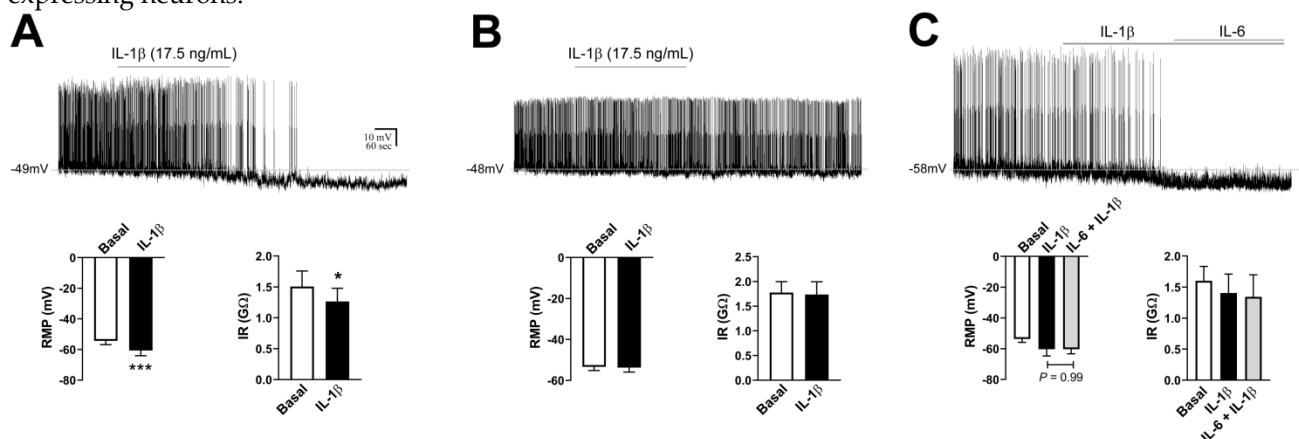 expressing neurons.
A
B
C
IL-1β (17.5 ng/mL)
IL-1β (17.5 ng/mL)
IL-1β
IL-6
10 mV
60 sec
-49mV
-48mV
-58mV
Basal
IL-1β
0
-20
-40
-60
-80
RMP (mV)
***
2.0
1.5
1.0
0.5
0.0
IR (GΩ)
*
Basal
IL-1β
Basal
IL-1β
0
-20
-40
-60
RMP (mV)
2.5
2.0
1.5
1.0
0.5
0.0
IR (GΩ)
Basal
IL-1β
Basal
IL-1β
IL-6 + IL-1β
0
-20
-40
-60
-80
RMP (mV)
P = 0.99
2.0
1.5
1.0
0.5
0.0
IR (GΩ)
Basal
IL-1β
IL-6 + IL-1β